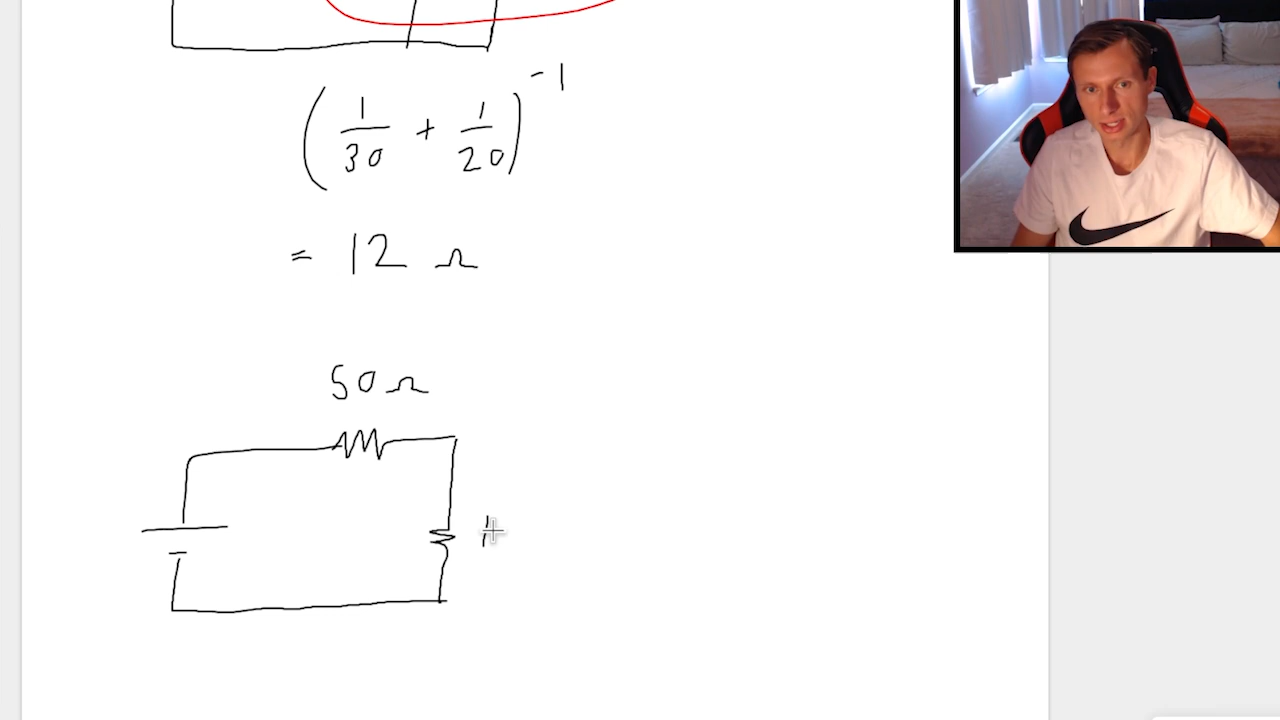 (1/30 + 1/20)^-1
= 12 Ω
50 Ω